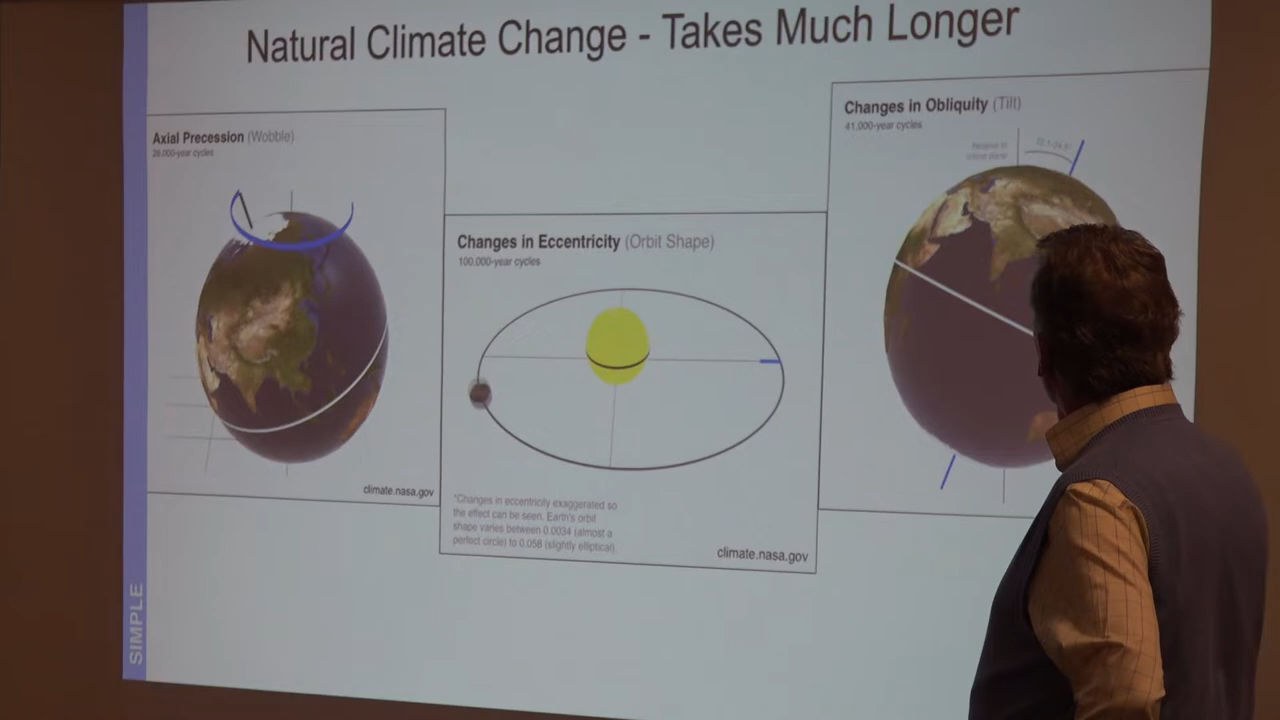 Natural Climate Change - Takes Much Longer
Axial Precession (Wobble)
26,000-year cycles
climate.nasa.gov
Changes in Eccentricity (Orbit Shape)
100,000-year cycles
*Changes in eccentricity exaggerated so
the effect can be seen. Earth's orbit
shape varies between 0.0034 (almost a
perfect circle) to 0.058 (slightly elliptical).
climate.nasa.gov
Changes in Obliquity (Tilt)
41,000-year cycles
SIMPLE